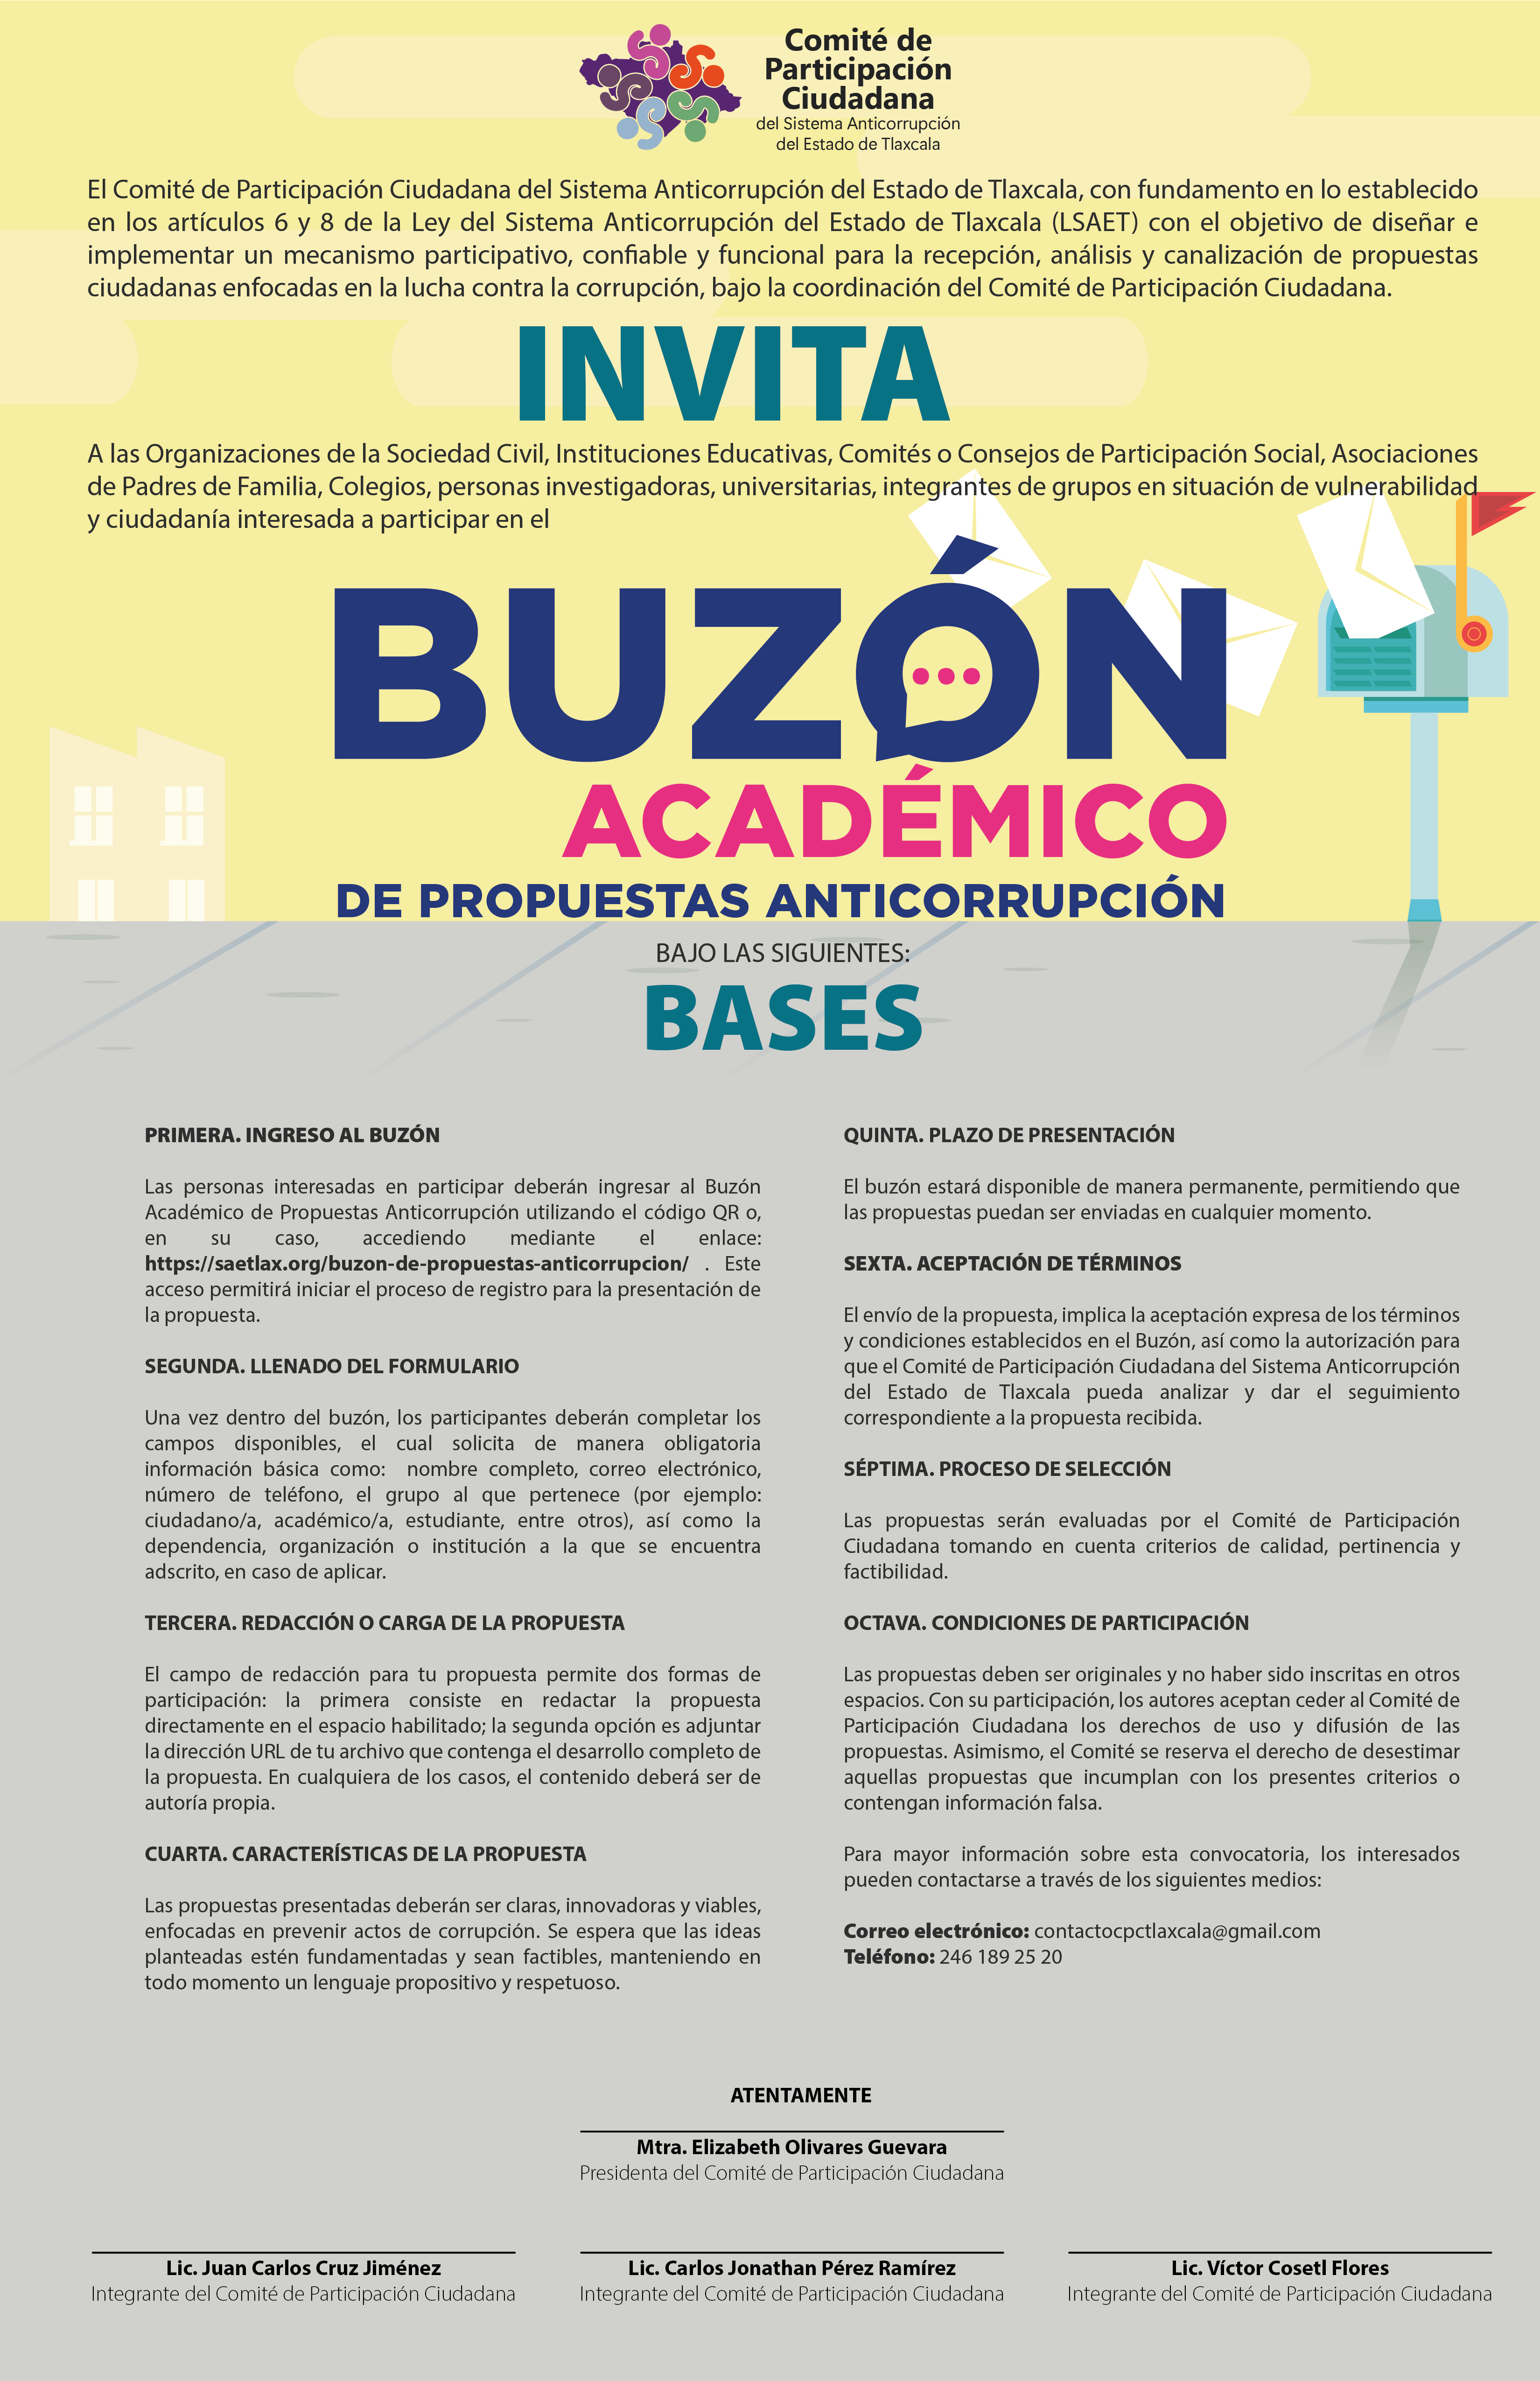 Comité de
Participación
Ciudadana
del Sistema Anticorrupción
del Estado de Tlaxcala
El Comité de Participación Ciudadana del Sistema Anticorrupción del Estado de Tlaxcala, con fundamento en lo establecido
en los artículos 6 y 8 de la Ley del Sistema Anticorrupción del Estado de Tlaxcala (LSAET) con el objetivo de diseñar e
implementar un mecanismo participativo, confiable y funcional para la recepción, análisis y canalización de propuestas
ciudadanas enfocadas en la lucha contra la corrupción, bajo la coordinación del Comité de Participación Ciudadana.
INVITA
A las Organizaciones de la Sociedad Civil, Instituciones Educativas, Comités o Consejos de Participación Social, Asociaciones
de Padres de Familia, Colegios, personas investigadoras, universitarias, integrantes de grupos en situación de vulnerabilidad
y ciudadanía interesada a participar en el
BUZÓN
ACADÉMICO
DE PROPUESTAS ANTICORRUPCIÓN
BAJO LAS SIGUIENTES:
BASES
PRIMERA. INGRESO AL BUZÓN
Las personas interesadas en participar deberán ingresar al Buzón
Académico de Propuestas Anticorrupción utilizando el código QR o,
en su caso, accediendo mediante el enlace:
https://saetlax.org/buzon-de-propuestas-anticorrupcion/ . Este
acceso permitirá iniciar el proceso de registro para la presentación de
la propuesta.
SEGUNDA. LLENADO DEL FORMULARIO
Una vez dentro del buzón, los participantes deberán completar los
campos disponibles, el cual solicita de manera obligatoria
información básica como: nombre completo, correo electrónico,
número de teléfono, el grupo al que pertenece (por ejemplo:
ciudadano/a, académico/a, estudiante, entre otros), así como la
dependencia, organización o institución a la que se encuentra
adscrito, en caso de aplicar.
TERCERA. REDACCIÓN O CARGA DE LA PROPUESTA
El campo de redacción para tu propuesta permite dos formas de
participación: la primera consiste en redactar la propuesta
directamente en el espacio habilitado; la segunda opción es adjuntar
la dirección URL de tu archivo que contenga el desarrollo completo de
la propuesta. En cualquiera de los casos, el contenido deberá ser de
autoría propia.
CUARTA. CARACTERÍSTICAS DE LA PROPUESTA
Las propuestas presentadas deberán ser claras, innovadoras y viables,
enfocadas en prevenir actos de corrupción. Se espera que las ideas
planteadas estén fundamentadas y sean factibles, manteniendo en
todo momento un lenguaje propositivo y respetuoso.
QUINTA. PLAZO DE PRESENTACIÓN
El buzón estará disponible de manera permanente, permitiendo que
las propuestas puedan ser enviadas en cualquier momento.
SEXTA. ACEPTACIÓN DE TÉRMINOS
El envío de la propuesta, implica la aceptación expresa de los términos
y condiciones establecidos en el Buzón, así como la autorización para
que el Comité de Participación Ciudadana del Sistema Anticorrupción
del Estado de Tlaxcala pueda analizar y dar el seguimiento
correspondiente a la propuesta recibida.
SÉPTIMA. PROCESO DE SELECCIÓN
Las propuestas serán evaluadas por el Comité de Participación
Ciudadana tomando en cuenta criterios de calidad, pertinencia y
factibilidad.
OCTAVA. CONDICIONES DE PARTICIPACIÓN
Las propuestas deben ser originales y no haber sido inscritas en otros
espacios. Con su participación, los autores aceptan ceder al Comité de
Participación Ciudadana los derechos de uso y difusión de las
propuestas. Asimismo, el Comité se reserva el derecho de desestimar
aquellas propuestas que incumplan con los presentes criterios o
contengan información falsa.
Para mayor información sobre esta convocatoria, los interesados
pueden contactarse a través de los siguientes medios:
Correo electrónico: contactocpctlaxcala@gmail.com
Teléfono: 246 189 25 20
ATENTAMENTE
Mtra. Elizabeth Olivares Guevara
Presidenta del Comité de Participación Ciudadana
Lic. Juan Carlos Cruz Jiménez
Integrante del Comité de Participación Ciudadana
Lic. Carlos Jonathan Pérez Ramírez
Integrante del Comité de Participación Ciudadana
Lic. Víctor Cosetl Flores
Integrante del Comité de Participación Ciudadana